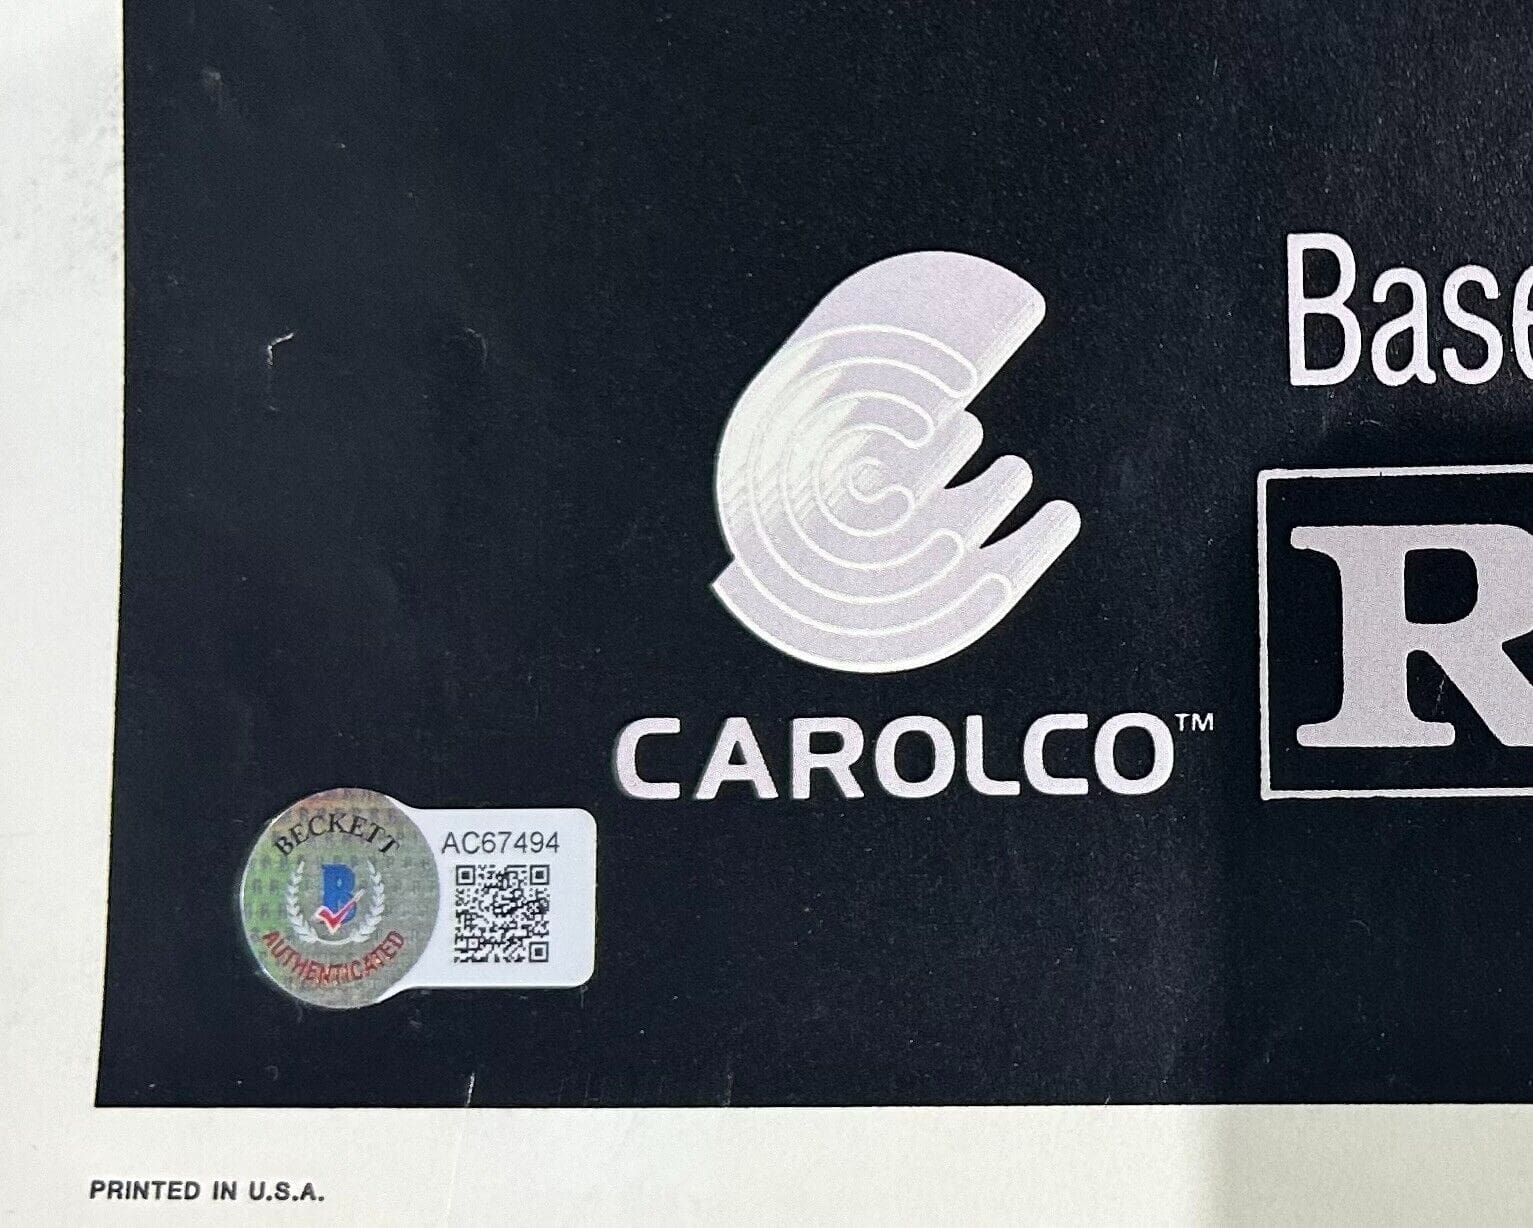 Base
R
CAROLCO™
BECKETT
B
AUTHENTICATED
AC67494
PRINTED IN U.S.A.